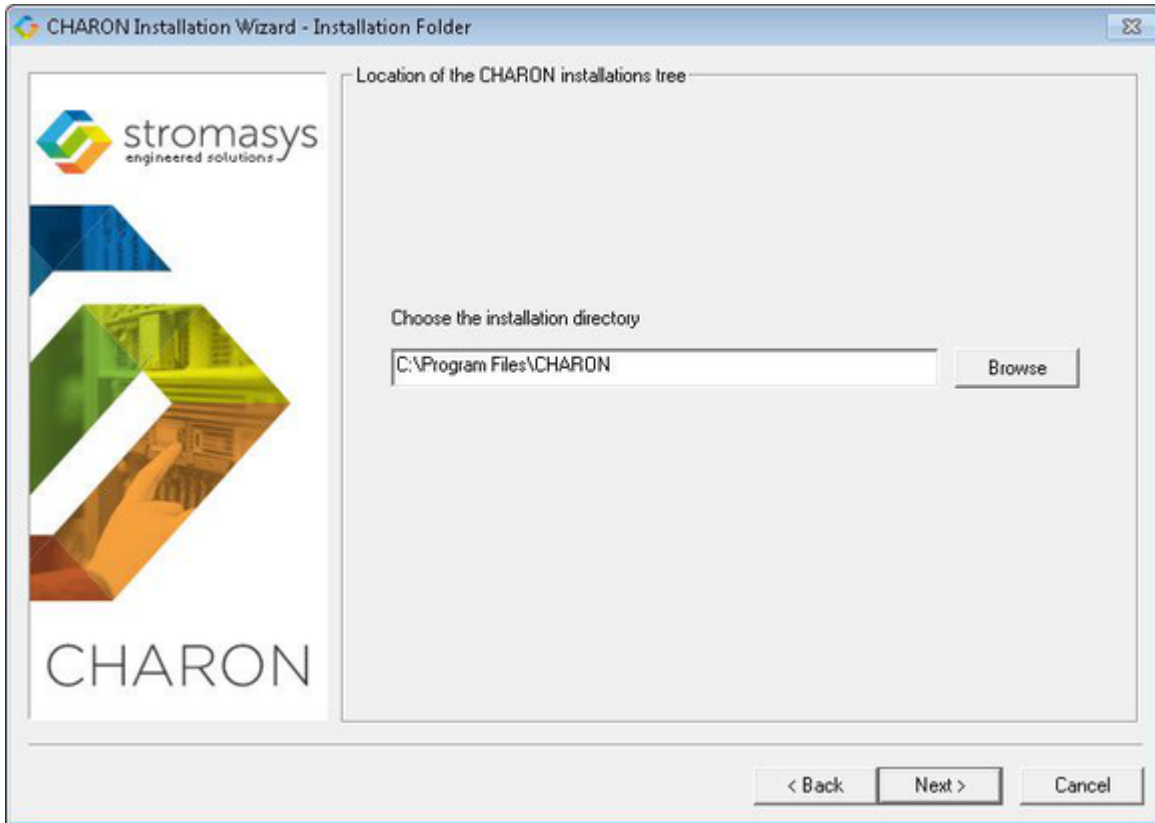 CHARON Installation Wizard - Installation Folder
Location of the CHARON installations tree
stromasys
engineered solutions
Choose the installation directory
C:\Program Files\CHARON
Browse
CHARON
< Back
Next >
Cancel